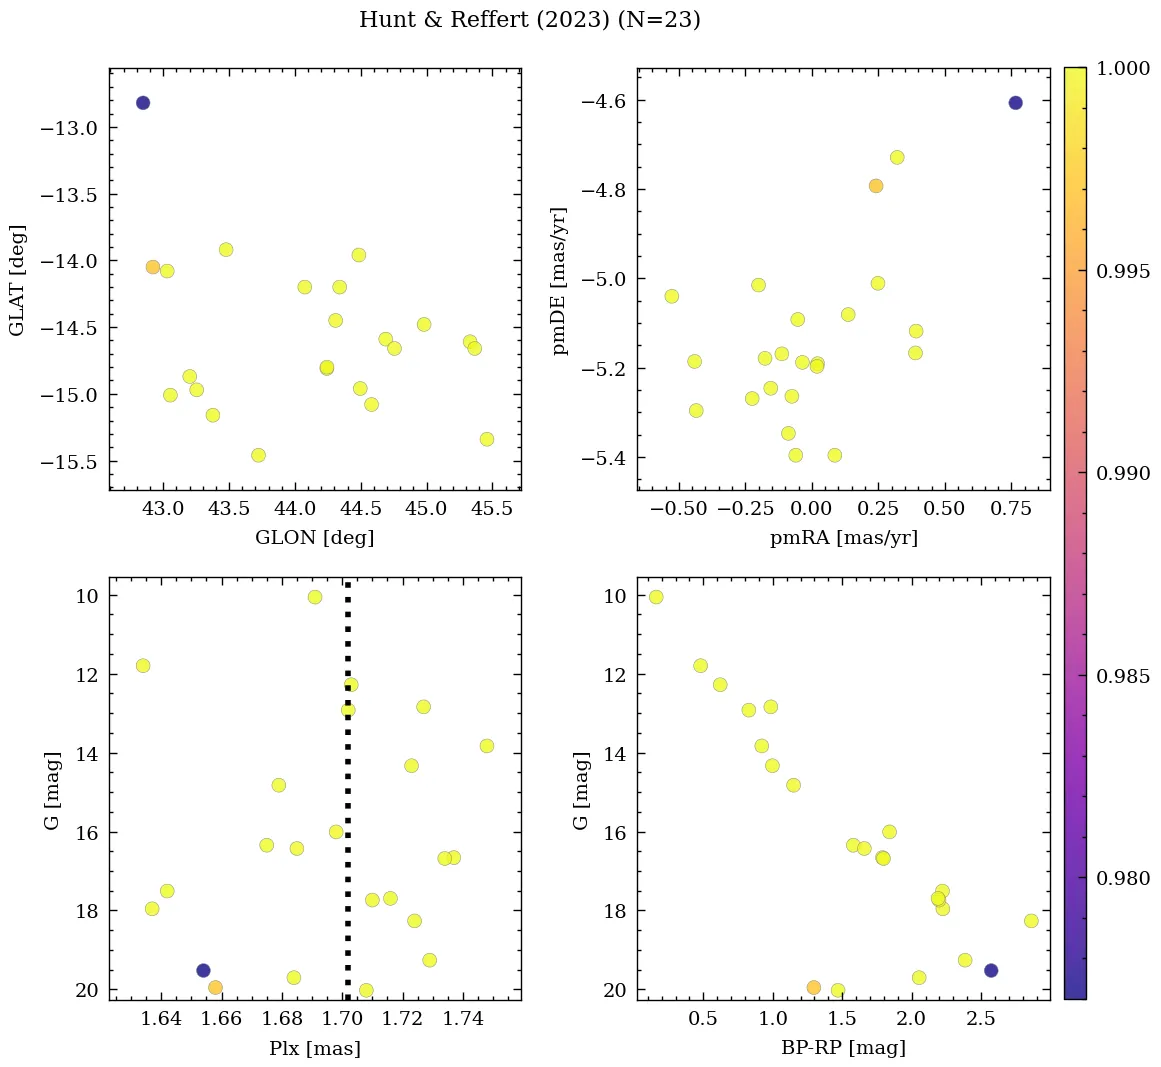 Hunt & Reffert (2023) (N=23)
GLAT [deg]
−13.0
−13.5
−14.0
−14.5
−15.0
−15.5
43.0 43.5 44.0 44.5 45.0 45.5
GLON [deg]
pmDE [mas/yr]
−4.6
−4.8
−5.0
−5.2
−5.4
−0.50 −0.25 0.00 0.25 0.50 0.75
pmRA [mas/yr]
G [mag]
10
12
14
16
18
20
1.64 1.66 1.68 1.70 1.72 1.74
Plx [mas]
G [mag]
10
12
14
16
18
20
0.5 1.0 1.5 2.0 2.5
BP-RP [mag]
1.000
0.995
0.990
0.985
0.980